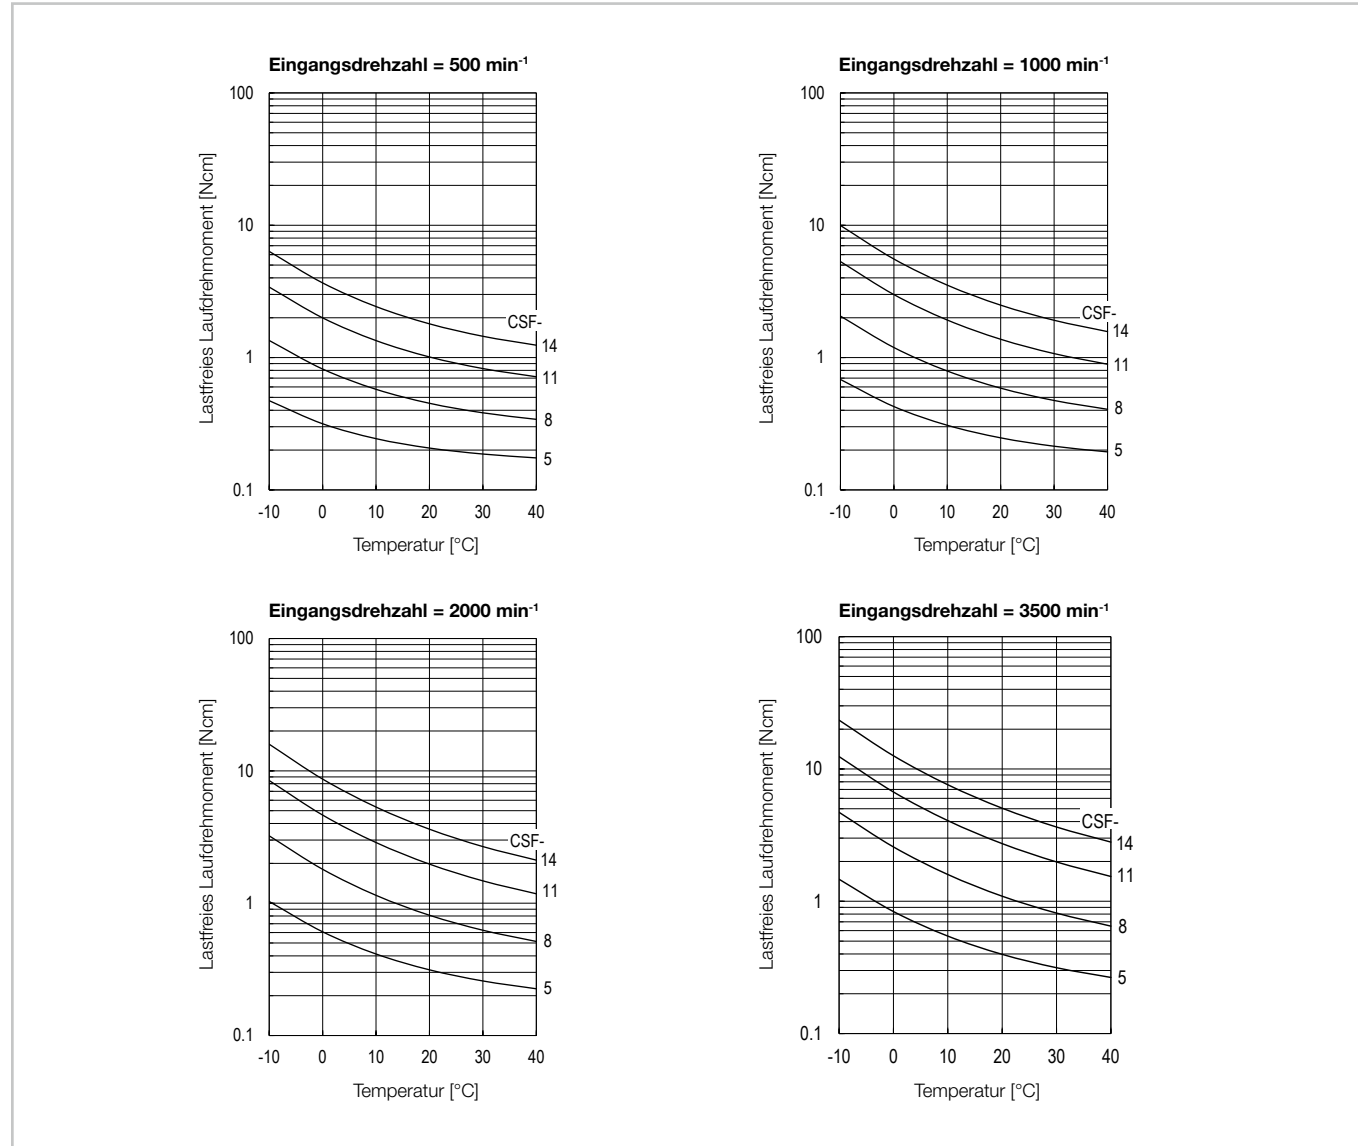 Eingangsdrehzahl = 500 min-1
100
10
1
0.1
Lastfreies Laufdrehmoment [Ncm]
CSF-
14
11
8
5
-10 0 10 20 30 40
Temperatur [°C]
Eingangsdrehzahl = 1000 min-1
100
10
1
0.1
Lastfreies Laufdrehmoment [Ncm]
CSF-
14
11
8
5
-10 0 10 20 30 40
Temperatur [°C]
Eingangsdrehzahl = 2000 min-1
100
10
1
0.1
Lastfreies Laufdrehmoment [Ncm]
CSF-
14
11
8
5
-10 0 10 20 30 40
Temperatur [°C]
Eingangsdrehzahl = 3500 min-1
100
10
1
0.1
Lastfreies Laufdrehmoment [Ncm]
CSF-
14
11
8
5
-10 0 10 20 30 40
Temperatur [°C]